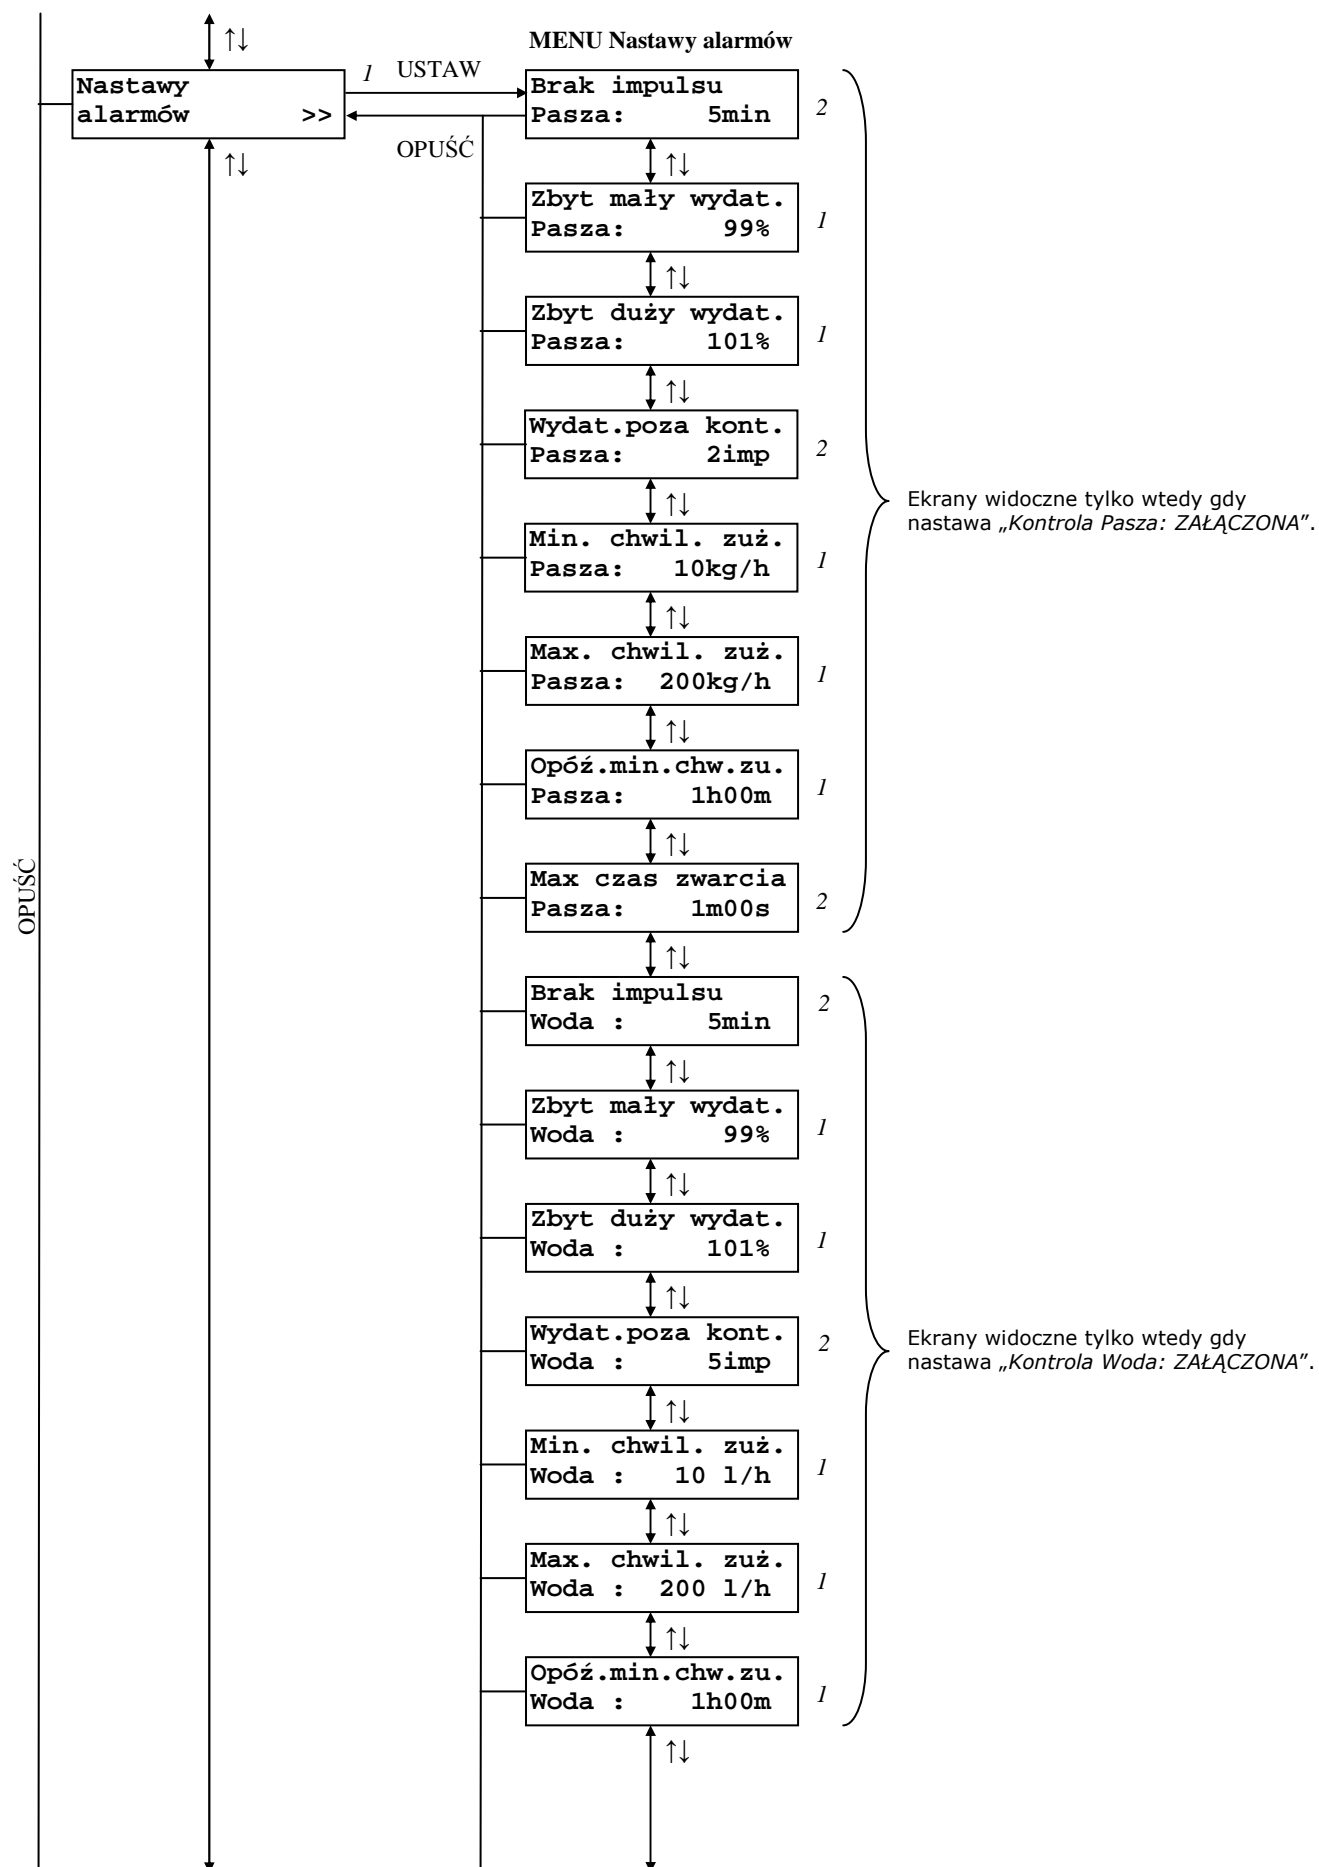 ↑↓
MENU Nastawy alarmów
Nastawy
alarmów >>
1 USTAW
OPUŚĆ
↑↓
Brak impulsu
Pasza: 5min
2
↑↓
Zbyt mały wydat.
Pasza: 99%
1
↑↓
Zbyt duży wydat.
Pasza: 101%
1
↑↓
Wydat.poza kont.
Pasza: 2imp
2
↑↓
Min. chwil. zuż.
Pasza: 10kg/h
1
↑↓
Max. chwil. zuż.
Pasza: 200kg/h
1
↑↓
Opóź.min.chw.zu.
Pasza: 1h00m
1
↑↓
Max czas zwarcia
Pasza: 1m00s
2
Ekrany widoczne tylko wtedy gdy
nastawa „Kontrola Pasza: ZAŁĄCZONA”.
OPUŚĆ
↑↓
Brak impulsu
Woda : 5min
2
↑↓
Zbyt mały wydat.
Woda : 99%
1
↑↓
Zbyt duży wydat.
Woda : 101%
1
↑↓
Wydat.poza kont.
Woda : 5imp
2
↑↓
Min. chwil. zuż.
Woda : 10 l/h
1
↑↓
Max. chwil. zuż.
Woda : 200 l/h
1
↑↓
Opóź.min.chw.zu.
Woda : 1h00m
1
↑↓
Ekrany widoczne tylko wtedy gdy
nastawa „Kontrola Woda: ZAŁĄCZONA”.